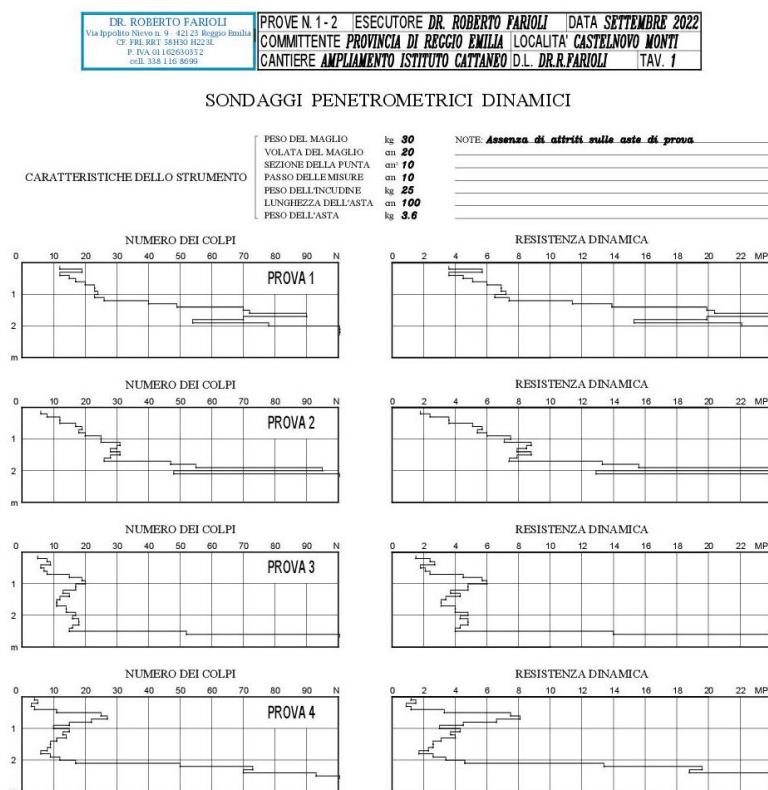 DR. ROBERTO FARIOLI
Via Ippolito Nievo n. 9 - 42123 Reggio Emilia
CF. FRL RRT 58H30 H223L
P. IVA 01162630352
cell. 338 116 8699
PROVE N. 1 - 2 ESECUTORE DR. ROBERTO FARIOLI DATA SETTEMBRE 2022
COMMITTENTE PROVINCIA DI REGGIO EMILIA LOCALITA' CASTELNOVO MONTI
CANTIERE AMPLIAMENTO ISTITUTO CATTANEO D.L. DR.R.FARIOLI TAV. 1
SONDAGGI PENETROMETRICI DINAMICI
CARATTERISTICHE DELLO STRUMENTO
PESO DEL MAGLIO kg 30
VOLATA DEL MAGLIO cm 20
SEZIONE DELLA PUNTA cm² 10
PASSO DELLE MISURE cm 10
PESO DELL'INCUDINE kg 25
LUNGHEZZA DELL'ASTA cm 100
PESO DELL'ASTA kg 3.6
NOTE: Assenza di attriti sulle aste di prova
NUMERO DEI COLPI RESISTENZA DINAMICA
0 10 20 30 40 50 60 70 80 90 N 0 2 4 6 8 10 12 14 16 18 20 22 MP
PROVA 1
1
2
m
NUMERO DEI COLPI RESISTENZA DINAMICA
0 10 20 30 40 50 60 70 80 90 N 0 2 4 6 8 10 12 14 16 18 20 22 MP
PROVA 2
1
2
m
NUMERO DEI COLPI RESISTENZA DINAMICA
0 10 20 30 40 50 60 70 80 90 N 0 2 4 6 8 10 12 14 16 18 20 22 MP
PROVA 3
1
2
m
NUMERO DEI COLPI RESISTENZA DINAMICA
0 10 20 30 40 50 60 70 80 90 N 0 2 4 6 8 10 12 14 16 18 20 22 MP
PROVA 4
1
2